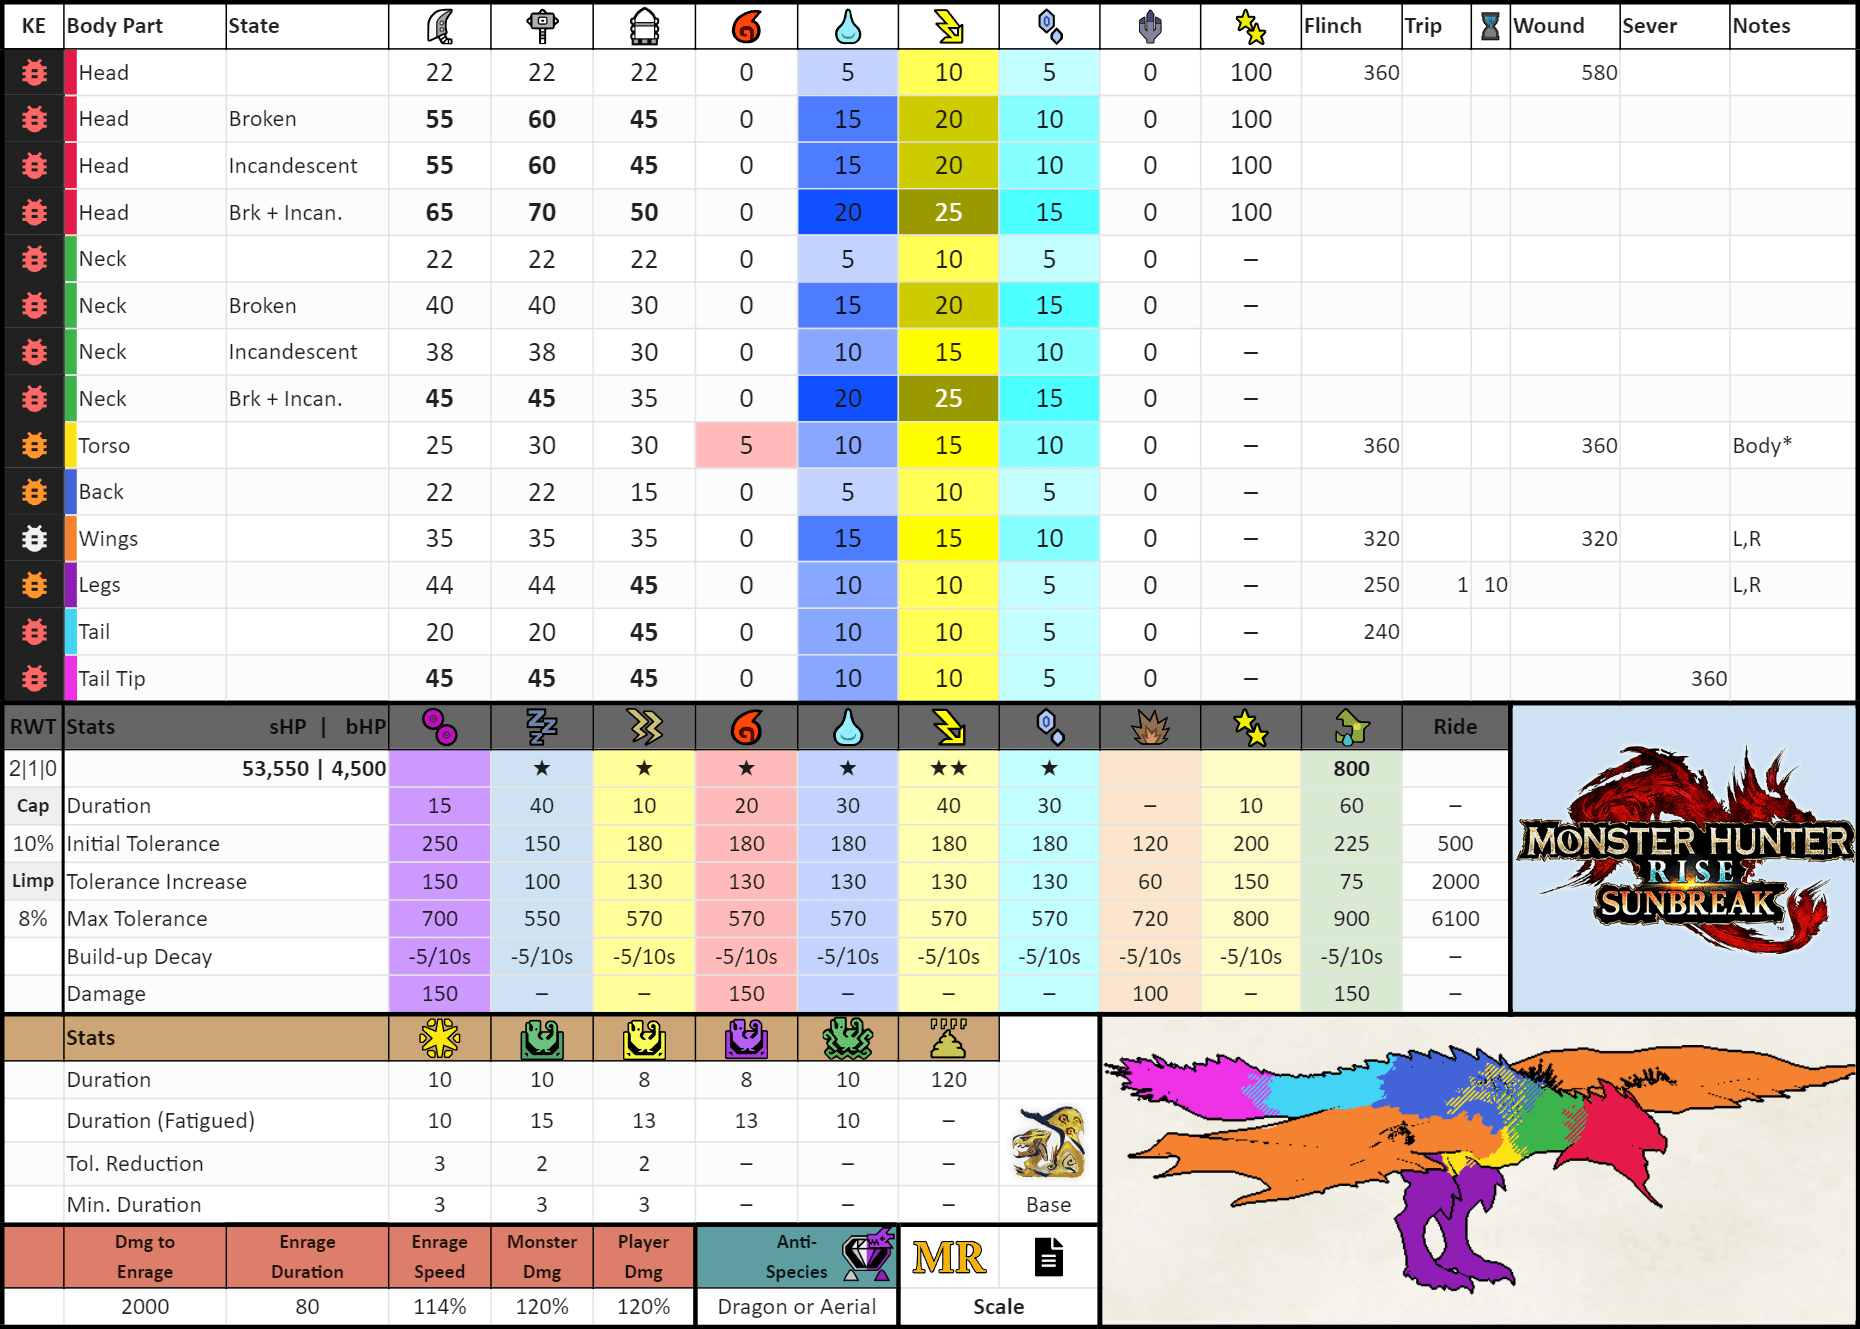 KE Body Part State Flinch Trip Wound Sever Notes
Head 22 22 22 0 5 10 5 0 100 360 580
Head Broken 55 60 45 0 15 20 10 0 100
Head Incandescent 55 60 45 0 15 20 10 0 100
Head Brk + Incan. 65 70 50 0 20 25 15 0 100
Neck 22 22 22 0 5 10 5 0 –
Neck Broken 40 40 30 0 15 20 15 0 –
Neck Incandescent 38 38 30 0 10 15 10 0 –
Neck Brk + Incan. 45 45 35 0 20 25 15 0 –
Torso 25 30 30 5 10 15 10 0 – 360 360 Body*
Back 22 22 15 0 5 10 5 0 –
Wings 35 35 35 0 15 15 10 0 – 320 320 L,R
Legs 44 44 45 0 10 10 5 0 – 250 1 10 L,R
Tail 20 20 45 0 10 10 5 0 – 240
Tail Tip 45 45 45 0 10 10 5 0 – 360
RWT Stats sHP | bHP Ride
2|1|0 53,550 | 4,500 ★ ★ ★ ★ ★★ ★ 800
Cap Duration 15 40 10 20 30 40 30 – 10 60 –
10% Initial Tolerance 250 150 180 180 180 180 180 120 200 225 500
Limp Tolerance Increase 150 100 130 130 130 130 130 60 150 75 2000
8% Max Tolerance 700 550 570 570 570 570 570 720 800 900 6100
Build-up Decay -5/10s -5/10s -5/10s -5/10s -5/10s -5/10s -5/10s -5/10s -5/10s -5/10s –
Damage 150 – – 150 – – – 100 – 150 –
MONSTER HUNTER
RISE
SUNBREAK
™
Stats
Duration 10 10 8 8 10 120
Duration (Fatigued) 10 15 13 13 10 –
Tol. Reduction 3 2 2 – – –
Min. Duration 3 3 3 – – – Base
Dmg to Enrage Enrage Monster Player Anti-
Enrage Duration Speed Dmg Dmg Species MR
2000 80 114% 120% 120% Dragon or Aerial Scale